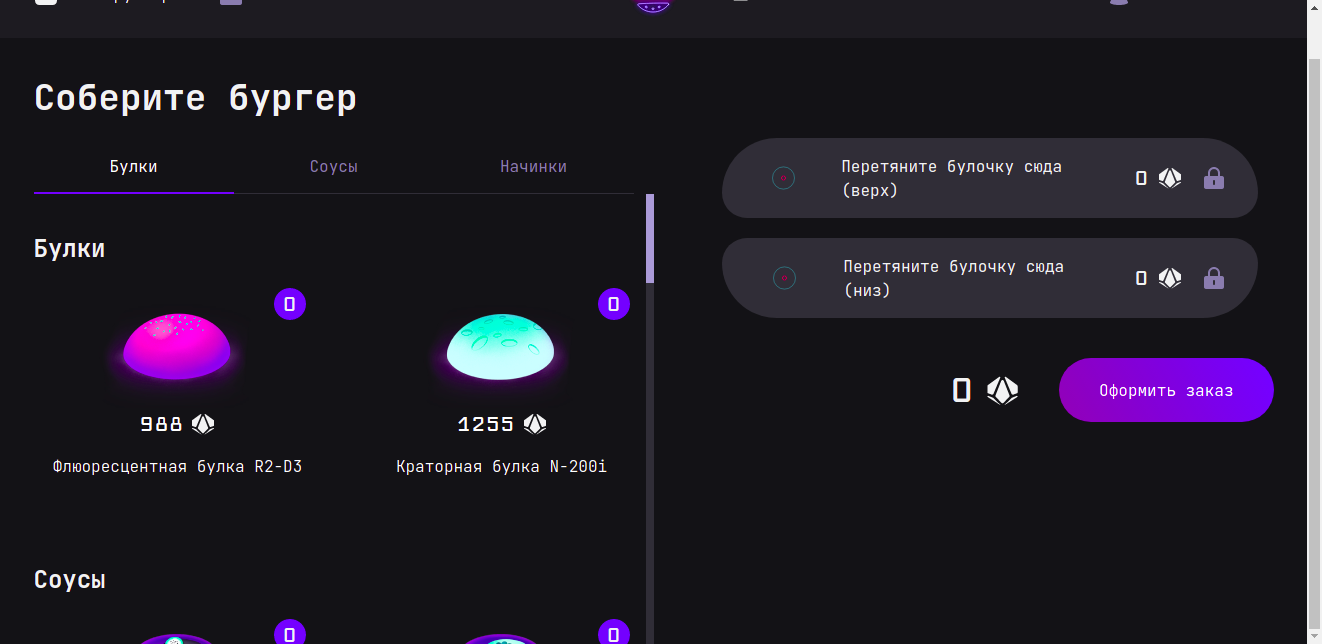 Соберите бургер
Булки
Соусы
Начинки
Булки
0
0
988
1255
Флюоресцентная булка R2-D3
Краторная булка N-200i
Соусы
0
0
Перетяните булочку сюда
(верх)
0
Перетяните булочку сюда
(низ)
0
0
Оформить заказ